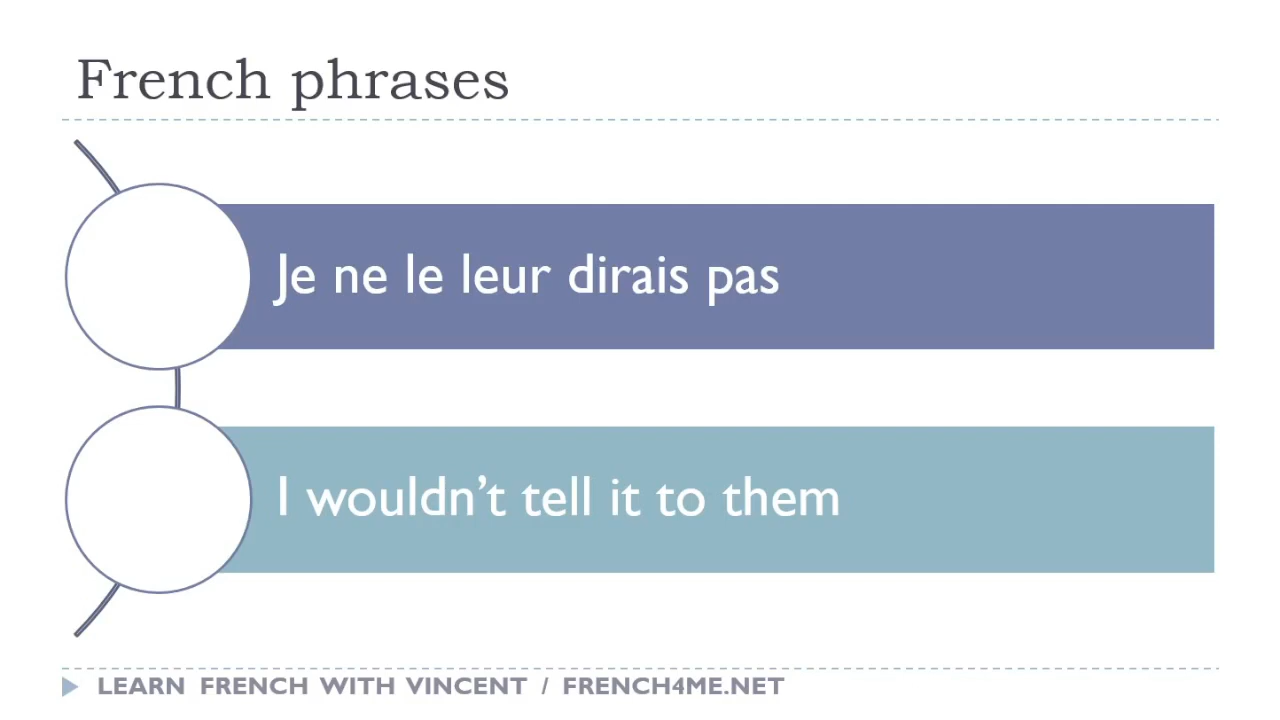 French phrases
Je ne le leur dirais pas
I wouldn’t tell it to them
LEARN FRENCH WITH VINCENT / FRENCH4ME.NET